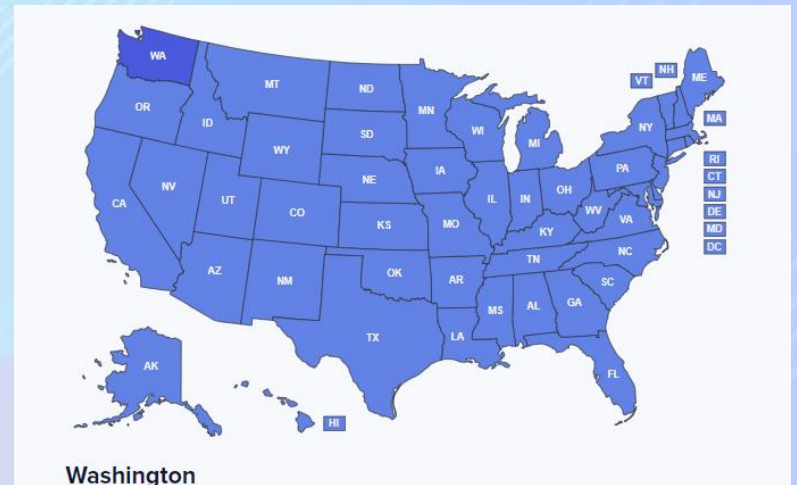 WA
MT
ND
MN
VT
NH
ME
OR
ID
SD
WI
MI
NY
MA
WY
IA
PA
RI
NE
CT
NV
UT
CO
IL
IN
OH
NJ
CA
KS
MO
WV
VA
DE
KY
MD
DC
AZ
NM
OK
AR
TN
NC
SC
MS
AL
GA
TX
LA
AK
FL
HI
Washington